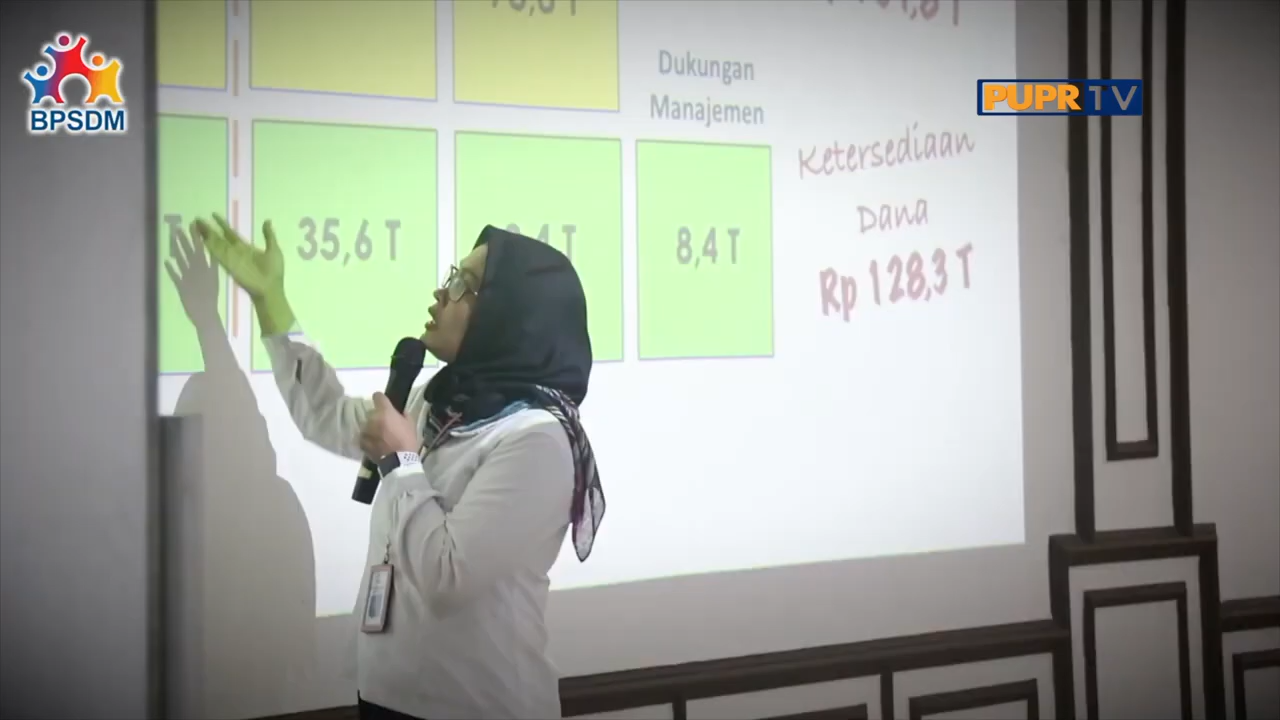 BPSDM
PUPR TV
Dukungan
Manajemen
Ketersediaan
Dana
Rp 128,3 T
T
35,6 T
8,4 T